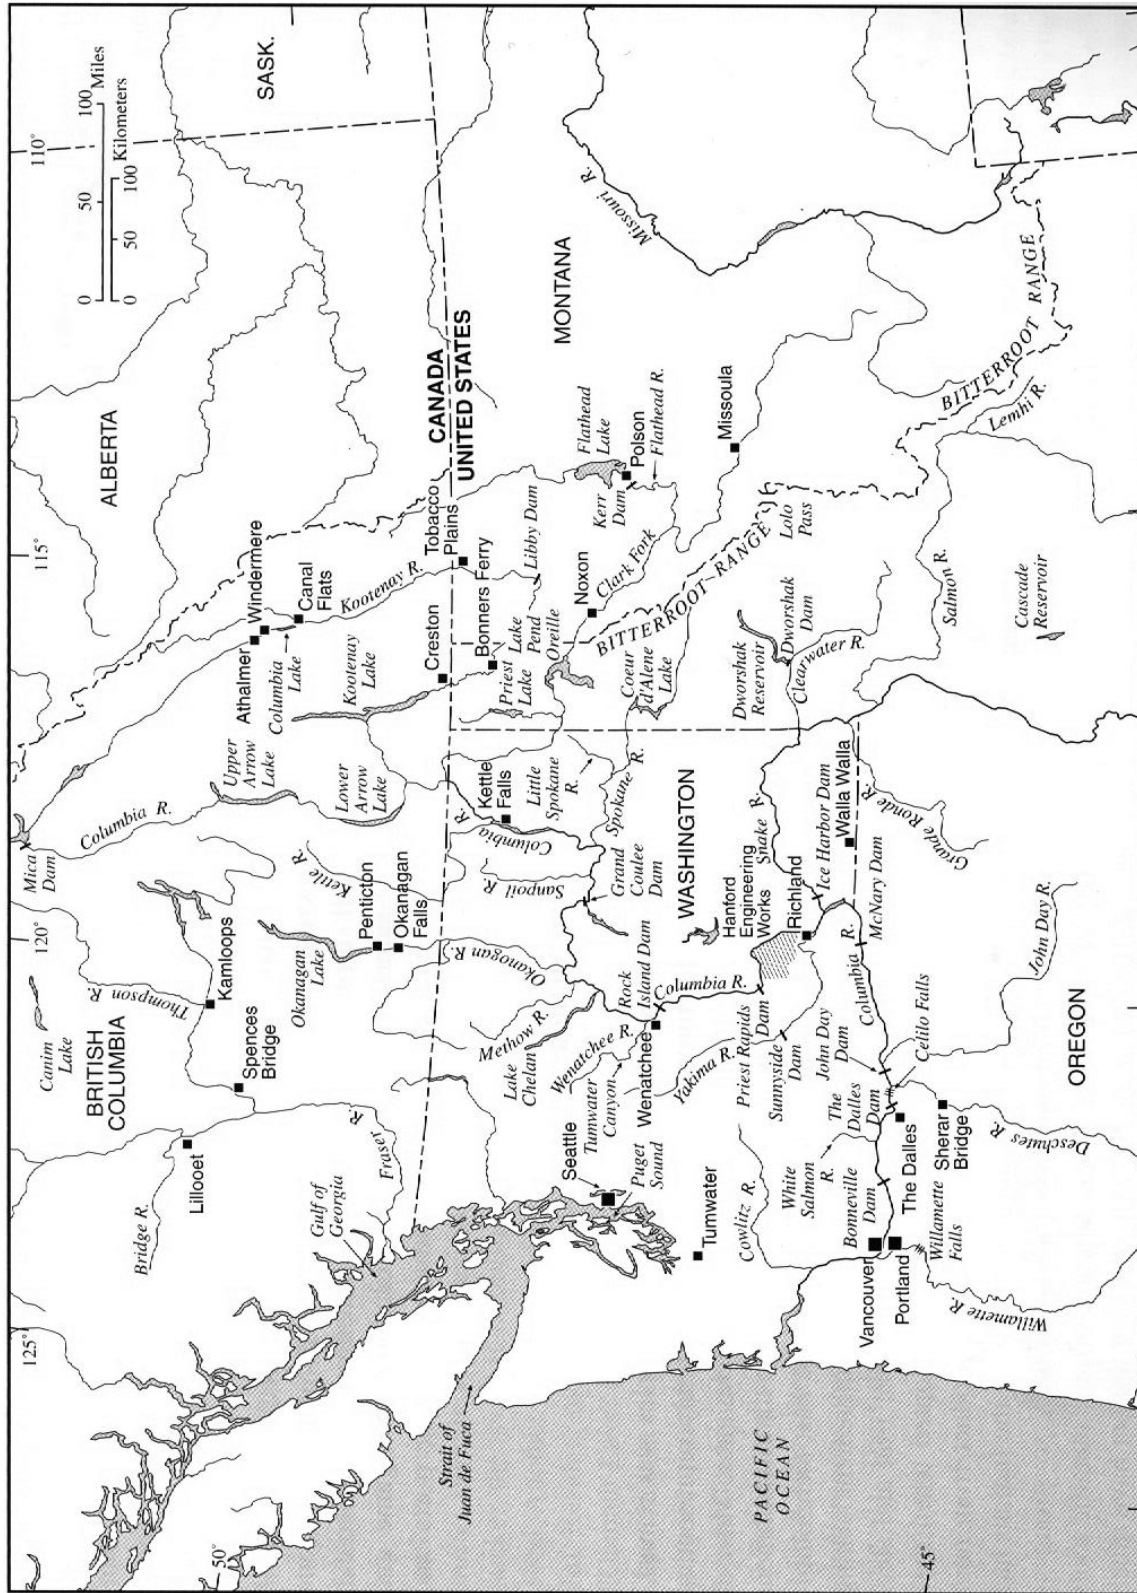 125°
120°
115°
110°
50°
45°
0 50 100 Miles
0 50 100 Kilometers
SASK.
ALBERTA
BRITISH
COLUMBIA
CANADA
UNITED STATES
MONTANA
WASHINGTON
OREGON
PACIFIC
OCEAN
Strait of
Juan de Fuca
Gulf of
Georgia
Puget
Sound
Bridge R.
Lillooet
Fraser
R.
Spences
Bridge
Kamloops
Thompson R.
Canim
Lake
Okanagan
Lake
Penticton
Okanagan
Falls
Kettle R.
Mica
Dam
Columbia R.
Upper
Arrow
Lake
Lower
Arrow
Lake
Athalmer
Windermere
Columbia
Lake
Canal
Flats
Kootenay
Lake
Kootenay R.
Creston
Tobacco
Plains
Bonners Ferry
Libby Dam
Priest
Lake
Lake
Pend
Oreille
Noxon
Clark Fork
Kerr
Dam
Flathead
Lake
Polson
Flathead R.
Missoula
Missouri R.
BITTERROOT RANGE
BITTERROOT RANGE
Lolo
Pass
Lemhi R.
Salmon R.
Cascade
Reservoir
Coeur
d'Alene
Lake
Dworshak
Reservoir
Dworshak
Dam
Clearwater R.
Kettle
Falls
Columbia
R.
Little
Spokane
R.
Spokane R.
Sanpoil R.
Grand
Coulee
Dam
Okanogan R.
Methow R.
Lake
Chelan
Wenatchee R.
Tumwater
Canyon
Wenatchee
Rock
Island Dam
Columbia R.
Seattle
Tumwater
Yakima R.
Priest Rapids
Dam
Sunnyside
Dam
Hanford
Engineering
Works
Richland
Snake R.
Ice Harbor Dam
Walla Walla
McNary Dam
Grande Ronde R.
Columbia R.
John Day R.
John Day
Dam
The
Dalles
Dam
Celilo Falls
The Dalles
Sherar
Bridge
Deschutes R.
White
Salmon
R.
Bonneville
Dam
Cowlitz R.
Vancouver
Portland
Willamette
Falls
Willamette R.